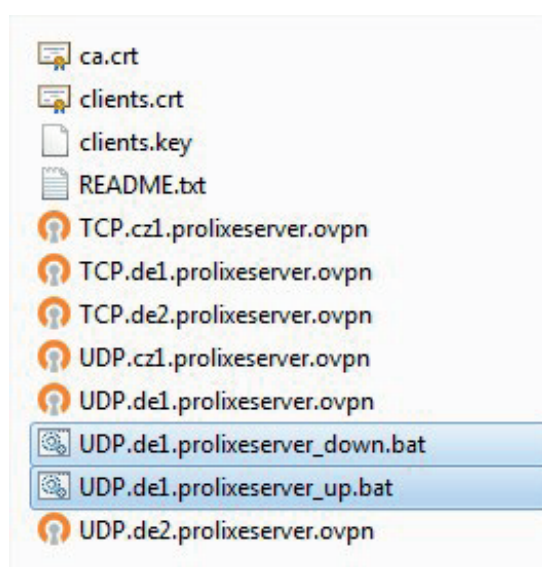 ca.crt
clients.crt
clients.key
README.txt
TCP.cz1.prolixeserver.ovpn
TCP.de1.prolixeserver.ovpn
TCP.de2.prolixeserver.ovpn
UDP.cz1.prolixeserver.ovpn
UDP.de1.prolixeserver.ovpn
UDP.de1.prolixeserver_down.bat
UDP.de1.prolixeserver_up.bat
UDP.de2.prolixeserver.ovpn